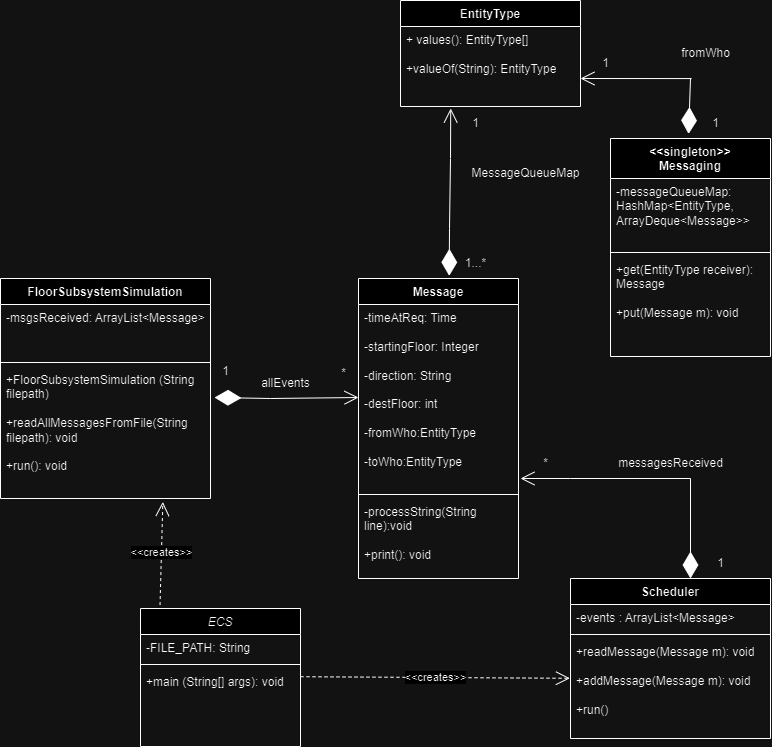 EntityType
+ values(): EntityType[]
+valueOf(String): EntityType
fromWho
1
1
1
<<singleton>>
Messaging
-messageQueueMap:
HashMap<EntityType,
ArrayDeque<Message>>
+get(EntityType receiver):
Message
+put(Message m): void
MessageQueueMap
1...*
FloorSubsystemSimulation
-msgsReceived: ArrayList<Message>
+FloorSubsystemSimulation (String
filepath)
+readAllMessagesFromFile(String
filepath): void
+run(): void
1
allEvents
*
Message
-timeAtReq: Time
-startingFloor: Integer
-direction: String
-destFloor: int
-fromWho:EntityType
-toWho:EntityType
-processString(String
line):void
+print(): void
*
messagesReceived
1
<<creates>>
Scheduler
-events : ArrayList<Message>
+readMessage(Message m): void
+addMessage(Message m): void
+run()
ECS
-FILE_PATH: String
+main (String[] args): void
<<creates>>